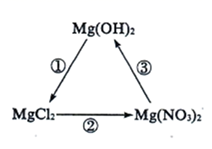 Mg(OH)₂
① ③
MgCl₂ ② Mg(NO₃)₂